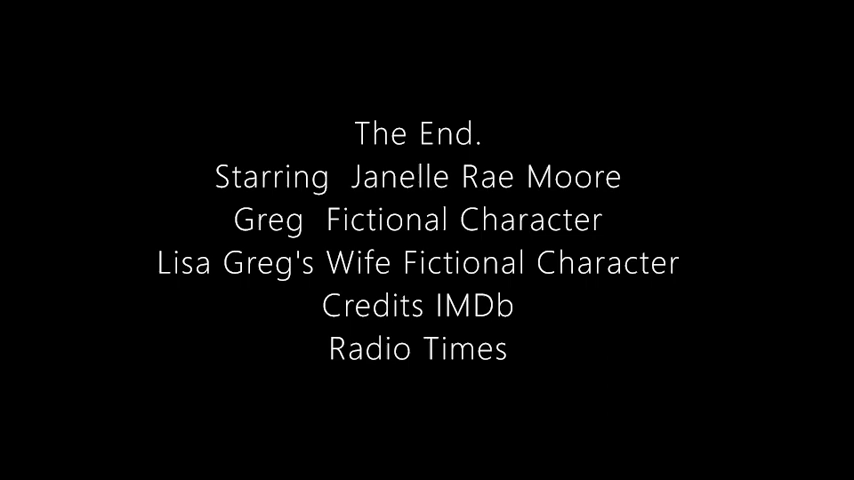 The End.
Starring  Janelle Rae Moore
Greg  Fictional Character
Lisa Greg's Wife Fictional Character
Credits IMDb
Radio Times